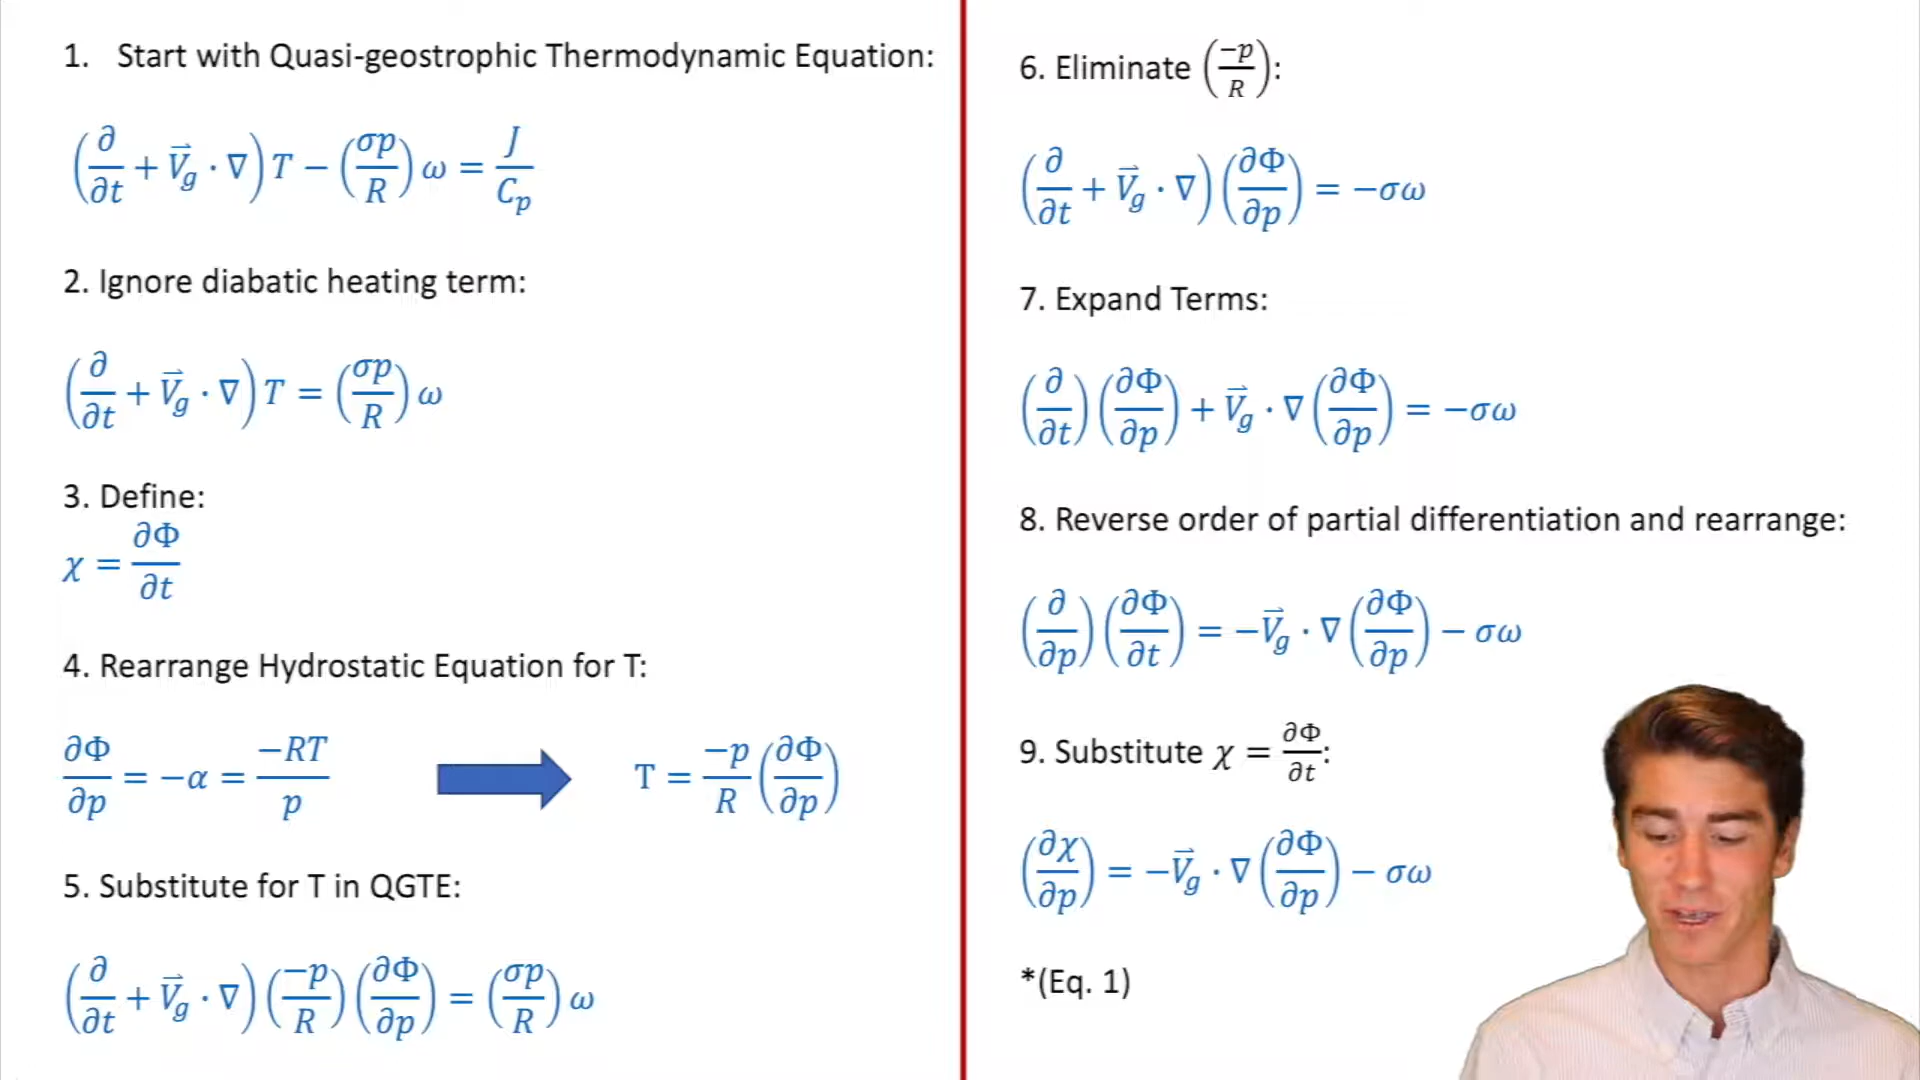 1. Start with Quasi-geostrophic Thermodynamic Equation:
(∂/∂t + V⃗g · ∇) T − (σp/R) ω = J/Cp
2. Ignore diabatic heating term:
(∂/∂t + V⃗g · ∇) T = (σp/R) ω
3. Define:
χ = ∂Φ/∂t
4. Rearrange Hydrostatic Equation for T:
∂Φ/∂p = −α = −RT/p T = −p/R (∂Φ/∂p)
5. Substitute for T in QGTE:
(∂/∂t + V⃗g · ∇) (−p/R) (∂Φ/∂p) = (σp/R) ω
6. Eliminate (−p/R):
(∂/∂t + V⃗g · ∇) (∂Φ/∂p) = −σω
7. Expand Terms:
(∂/∂t) (∂Φ/∂p) + V⃗g · ∇ (∂Φ/∂p) = −σω
8. Reverse order of partial differentiation and rearrange:
(∂/∂p) (∂Φ/∂t) = −V⃗g · ∇ (∂Φ/∂p) − σω
9. Substitute χ = ∂Φ/∂t:
(∂χ/∂p) = −V⃗g · ∇ (∂Φ/∂p) − σω
*(Eq. 1)